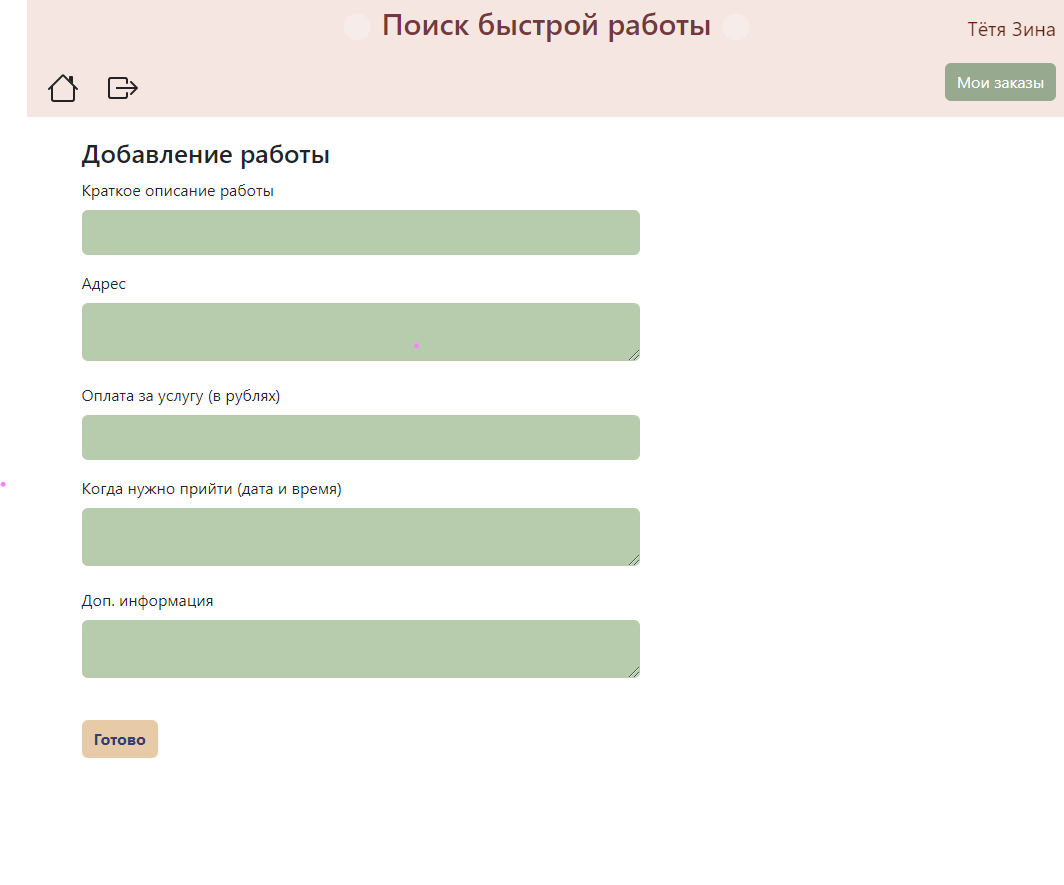 Поиск быстрой работы
Тётя Зина
Мои заказы
Добавление работы
Краткое описание работы
Адрес
Оплата за услугу (в рублях)
Когда нужно прийти (дата и время)
Доп. информация
Готово